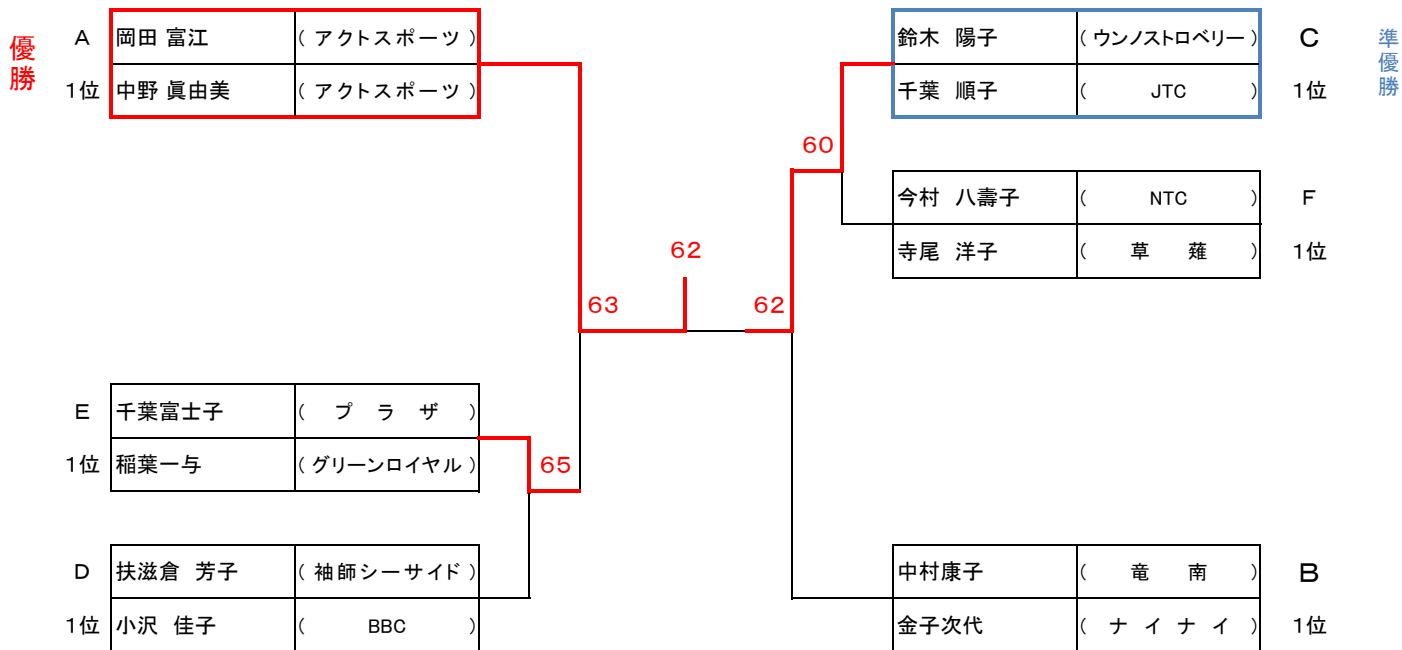 優勝
A 岡田 富江 ( アクトスポーツ )
1位 中野 眞由美 ( アクトスポーツ )
鈴木 陽子 ( ウンノストロベリー ) C
千葉 順子 ( JTC ) 1位
準優勝
60
今村 八壽子 ( NTC ) F
寺尾 洋子 ( 草 薙 ) 1位
62
63
62
E 千葉富士子 ( プ ラ ザ )
1位 稲葉一与 ( グリーンロイヤル )
65
D 扶滋倉 芳子 ( 袖師シーサイド )
1位 小沢 佳子 ( BBC )
中村康子 ( 竜 南 ) B
金子次代 ( ナ イ ナ イ ) 1位